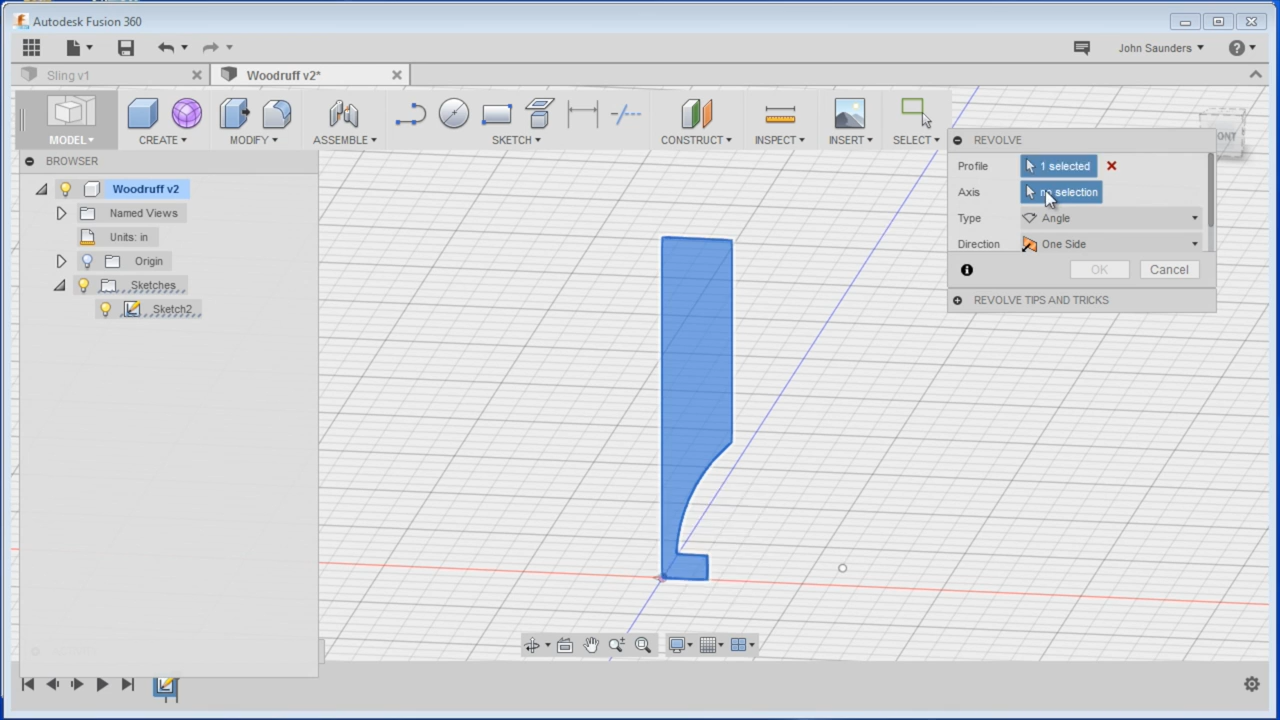 Autodesk Fusion 360
John Saunders
Sling v1
Woodruff v2*
MODEL
CREATE
MODIFY
ASSEMBLE
SKETCH
CONSTRUCT
INSPECT
INSERT
SELECT
BROWSER
Woodruff v2
Named Views
Units: in
Origin
Sketches
Sketch2
REVOLVE
Profile 1 selected
Axis no selection
Type Angle
Direction One Side
OK Cancel
REVOLVE TIPS AND TRICKS